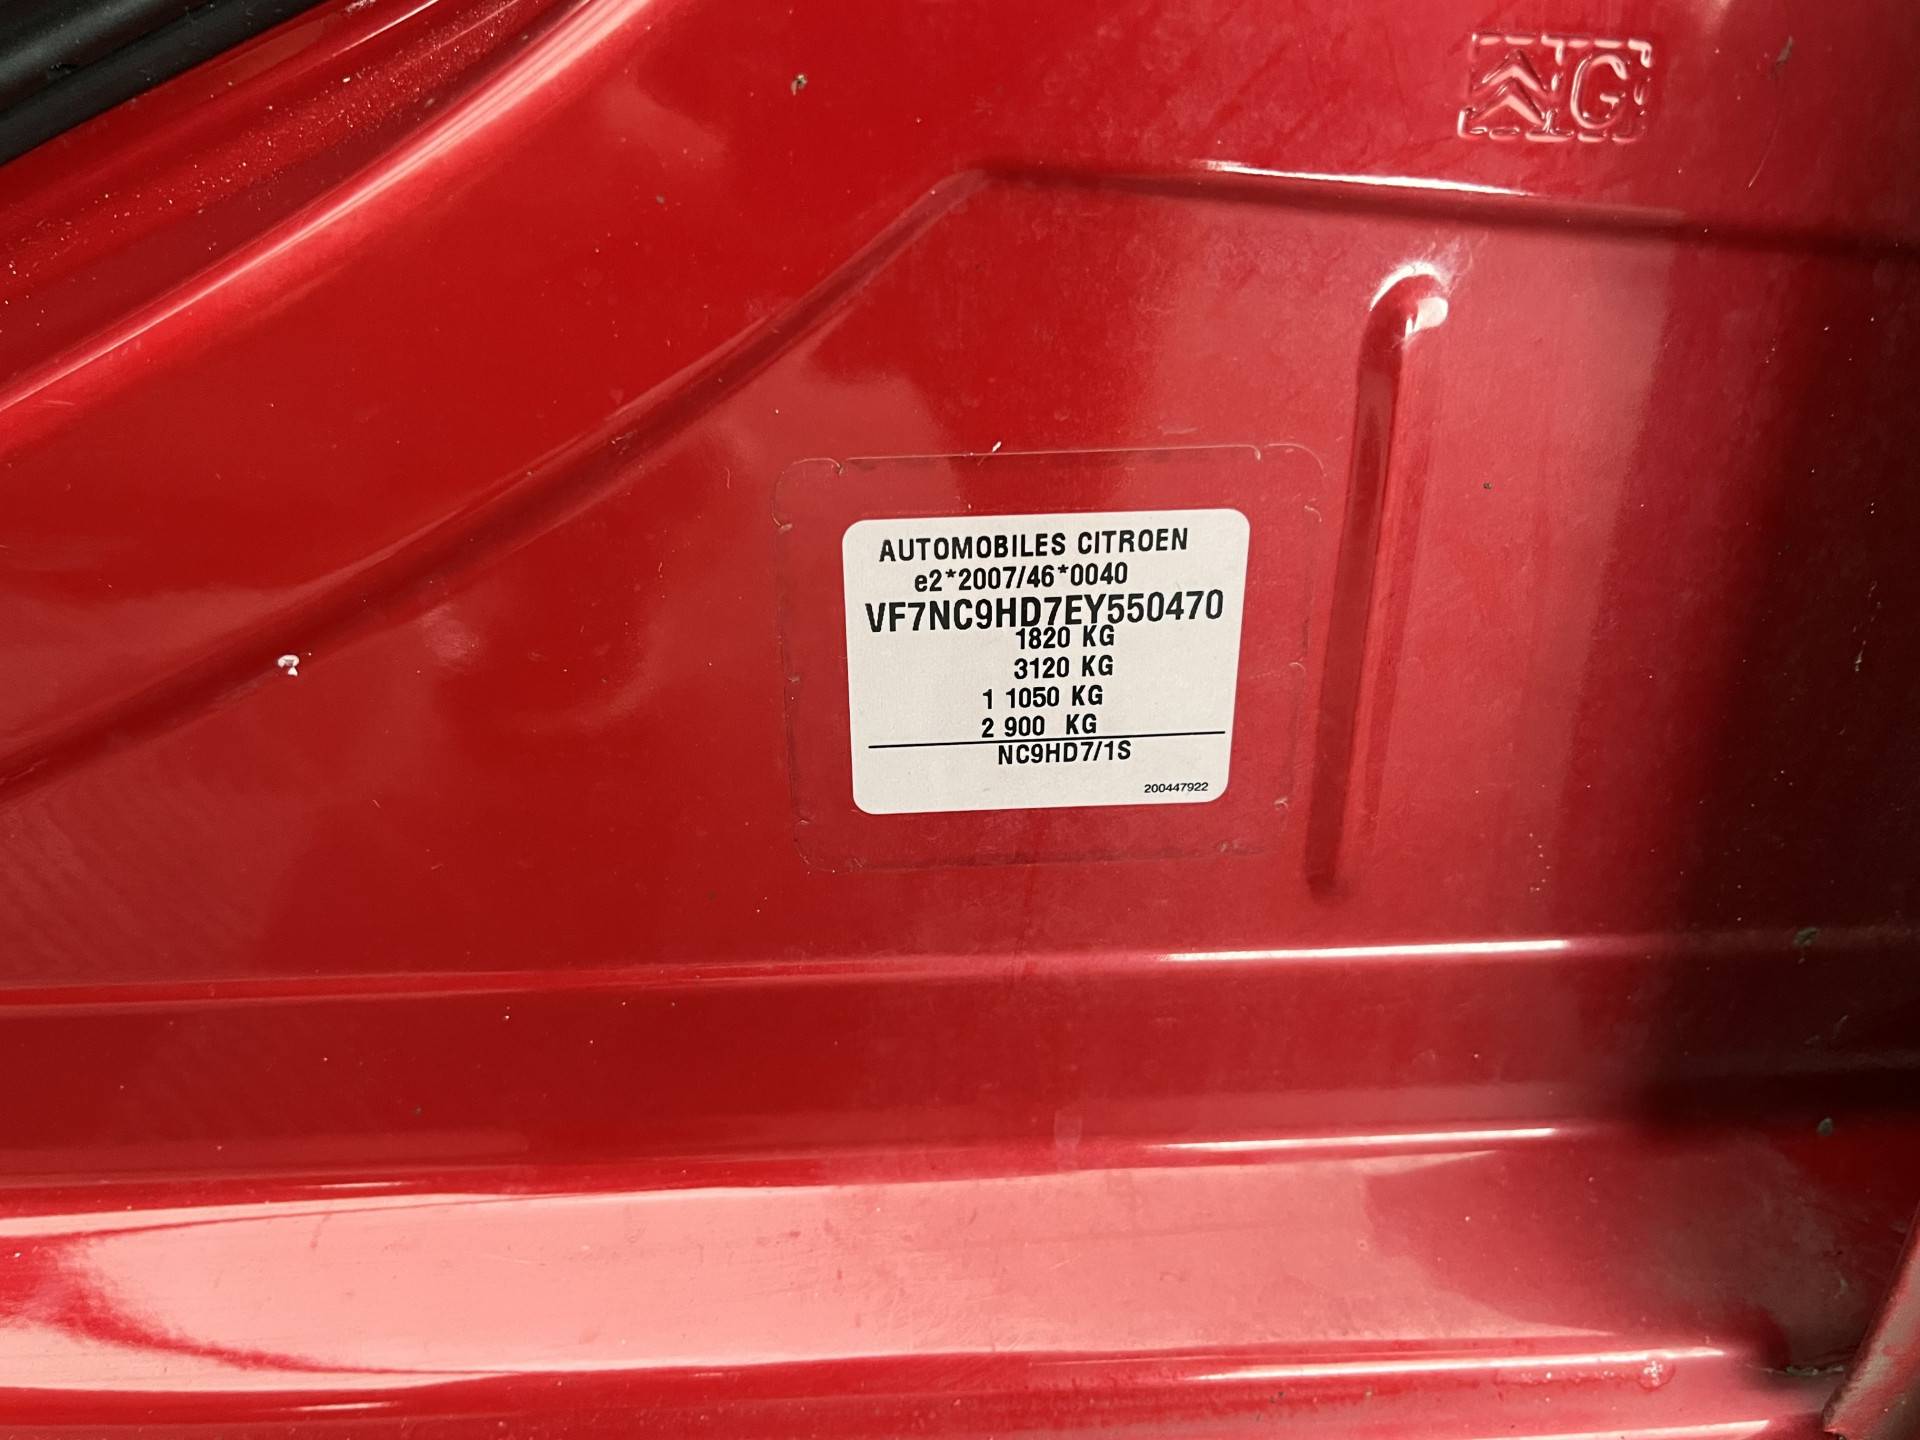 G
AUTOMOBILES CITROEN
e2*2007/46*0040
VF7NC9HD7EY550470
1820 KG
3120 KG
1 1050 KG
2 900 KG
NC9HD7/1S
200447922